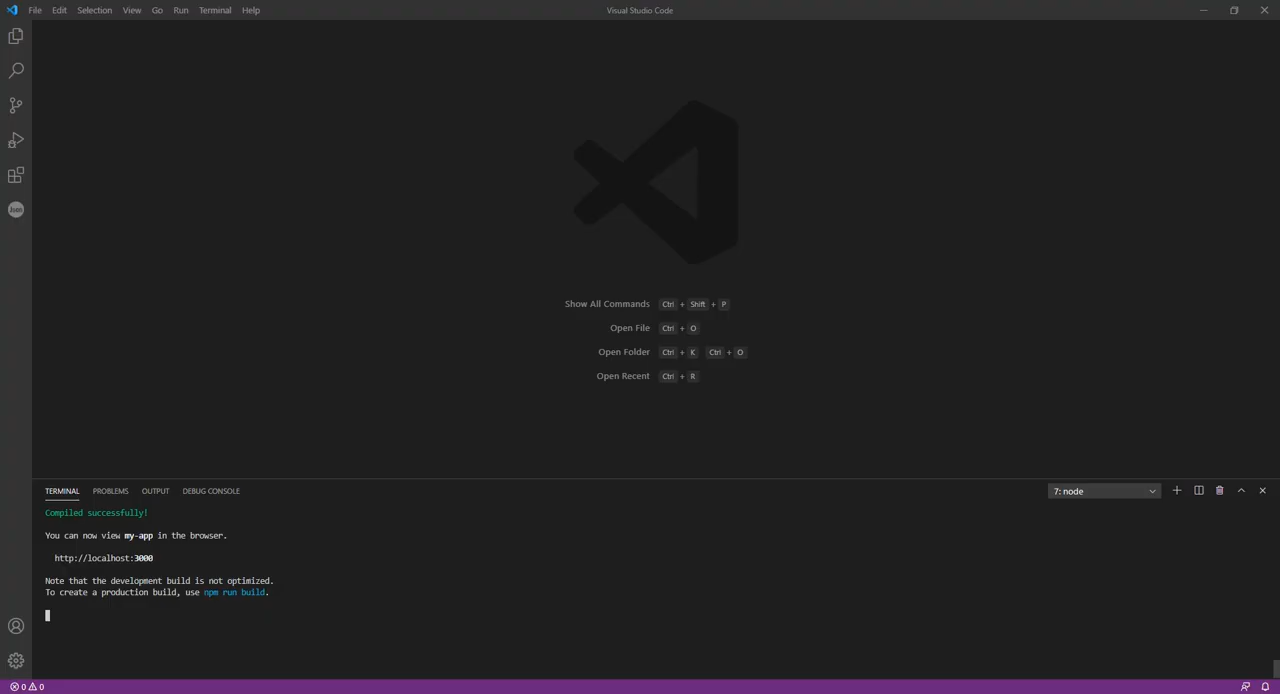 File Edit Selection View Go Run Terminal Help
Visual Studio Code
Json
Show All Commands Ctrl + Shift + P
Open File Ctrl + O
Open Folder Ctrl + K Ctrl + O
Open Recent Ctrl + R
TERMINAL PROBLEMS OUTPUT DEBUG CONSOLE
7: node
Compiled successfully!
You can now view my-app in the browser.
http://localhost:3000
Note that the development build is not optimized.
To create a production build, use npm run build.
0 0